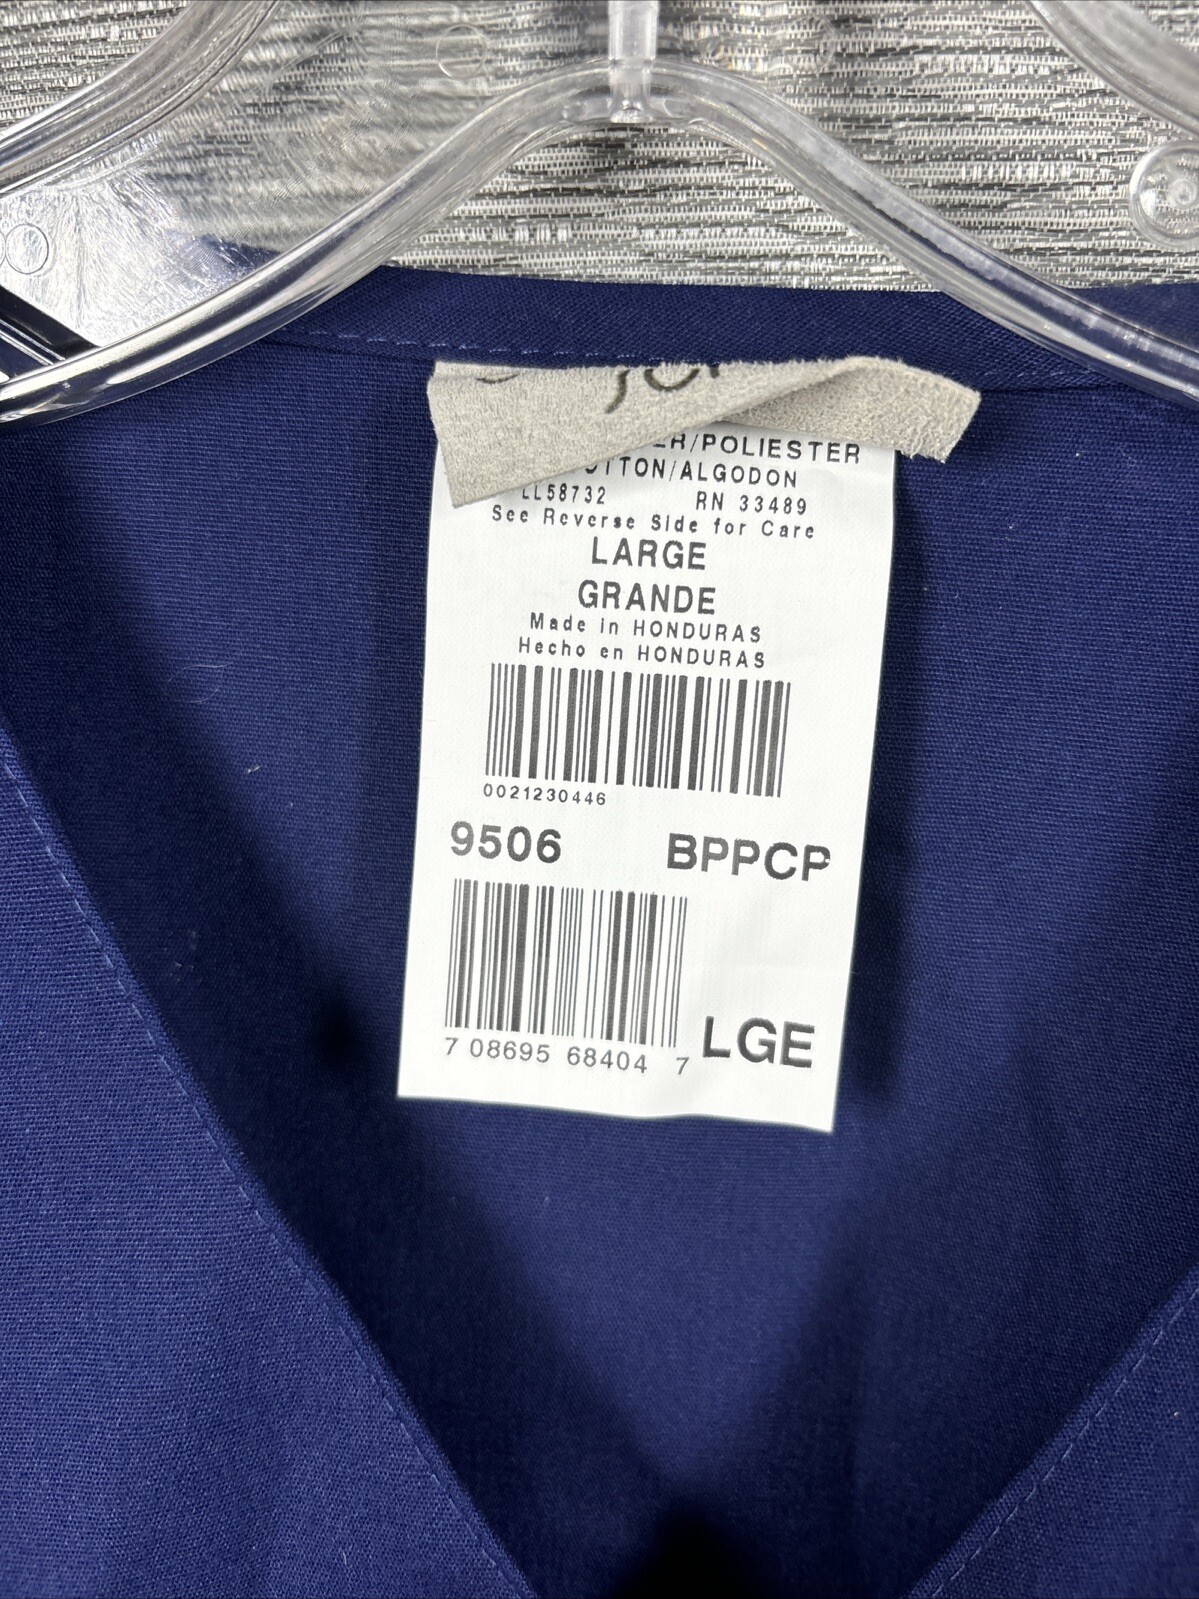 /POLIESTER
/ALGODON
LL58732 RN 33489
See Reverse Side for Care
LARGE
GRANDE
Made in HONDURAS
Hecho en HONDURAS
0021230446
9506 BPPCP
7 08695 68404 7
LGE